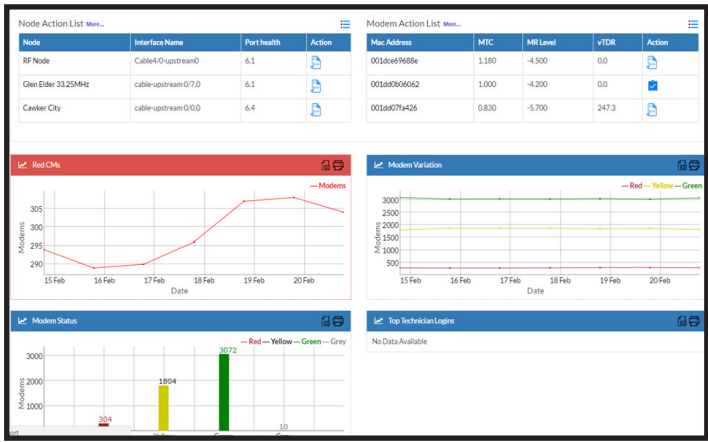 Node Action List More...
Node Interface Name Port health Action
RF Node Cable4/0-upstream0 6.1
Glen Elder 33.25MHz cable-upstream 0/7.0 6.1
Cawker City cable-upstream 0/0.0 6.4
Modem Action List More...
Mac Address MTC MR Level vTDR Action
001dce69688e 1.180 -4.500 0.0
001dd0b06062 1.000 -4.200 0.0
001dd07fa426 0.830 -5.700 247.3
Red CMs
Modems
305
300
295
290
Modems
15 Feb 16 Feb 17 Feb 18 Feb 19 Feb 20 Feb
Date
Modem Variation
Red Yellow Green
3000
2500
2000
1500
1000
500
Modems
15 Feb 16 Feb 17 Feb 18 Feb 19 Feb 20 Feb
Date
Modem Status
Red Yellow Green Grey
3000
2000
1000
Modems
304
1804
3072
10
Top Technician Logins
No Data Available